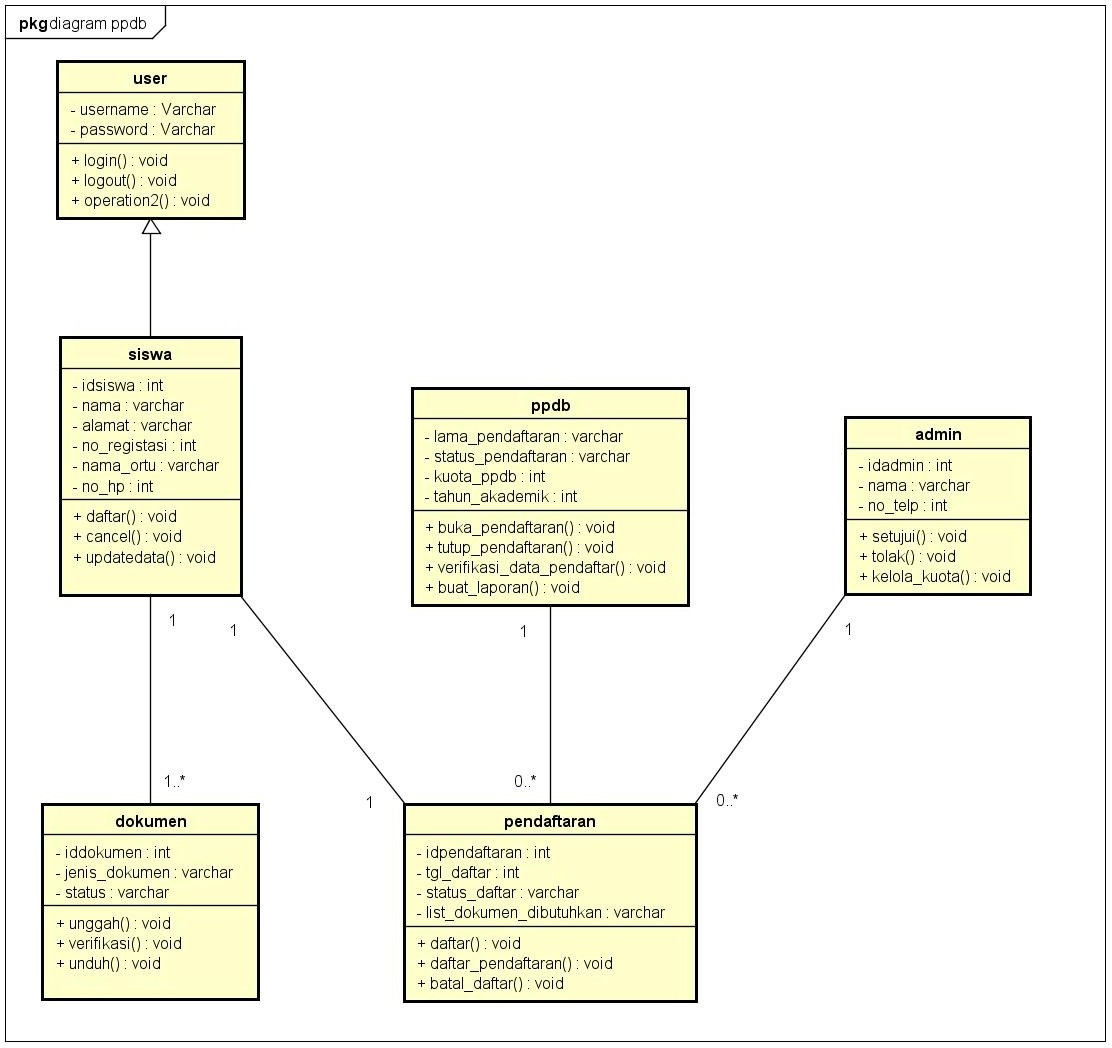 pkg diagram ppdb
user
- username : Varchar
- password : Varchar
+ login() : void
+ logout() : void
+ operation2() : void
siswa
- idsiswa : int
- nama : varchar
- alamat : varchar
- no_registasi : int
- nama_ortu : varchar
- no_hp : int
+ daftar() : void
+ cancel() : void
+ updatedata() : void
ppdb
- lama_pendaftaran : varchar
- status_pendaftaran : varchar
- kuota_ppdb : int
- tahun_akademik : int
+ buka_pendaftaran() : void
+ tutup_pendaftaran() : void
+ verifikasi_data_pendaftar() : void
+ buat_laporan() : void
admin
- idadmin : int
- nama : varchar
- no_telp : int
+ setujui() : void
+ tolak() : void
+ kelola_kuota() : void
1
1
1
1
1..*
1
0..*
0..*
dokumen
- iddokumen : int
- jenis_dokumen : varchar
- status : varchar
+ unggah() : void
+ verifikasi() : void
+ unduh() : void
pendaftaran
- idpendaftaran : int
- tgl_daftar : int
- status_daftar : varchar
- list_dokumen_dibutuhkan : varchar
+ daftar() : void
+ daftar_pendaftaran() : void
+ batal_daftar() : void